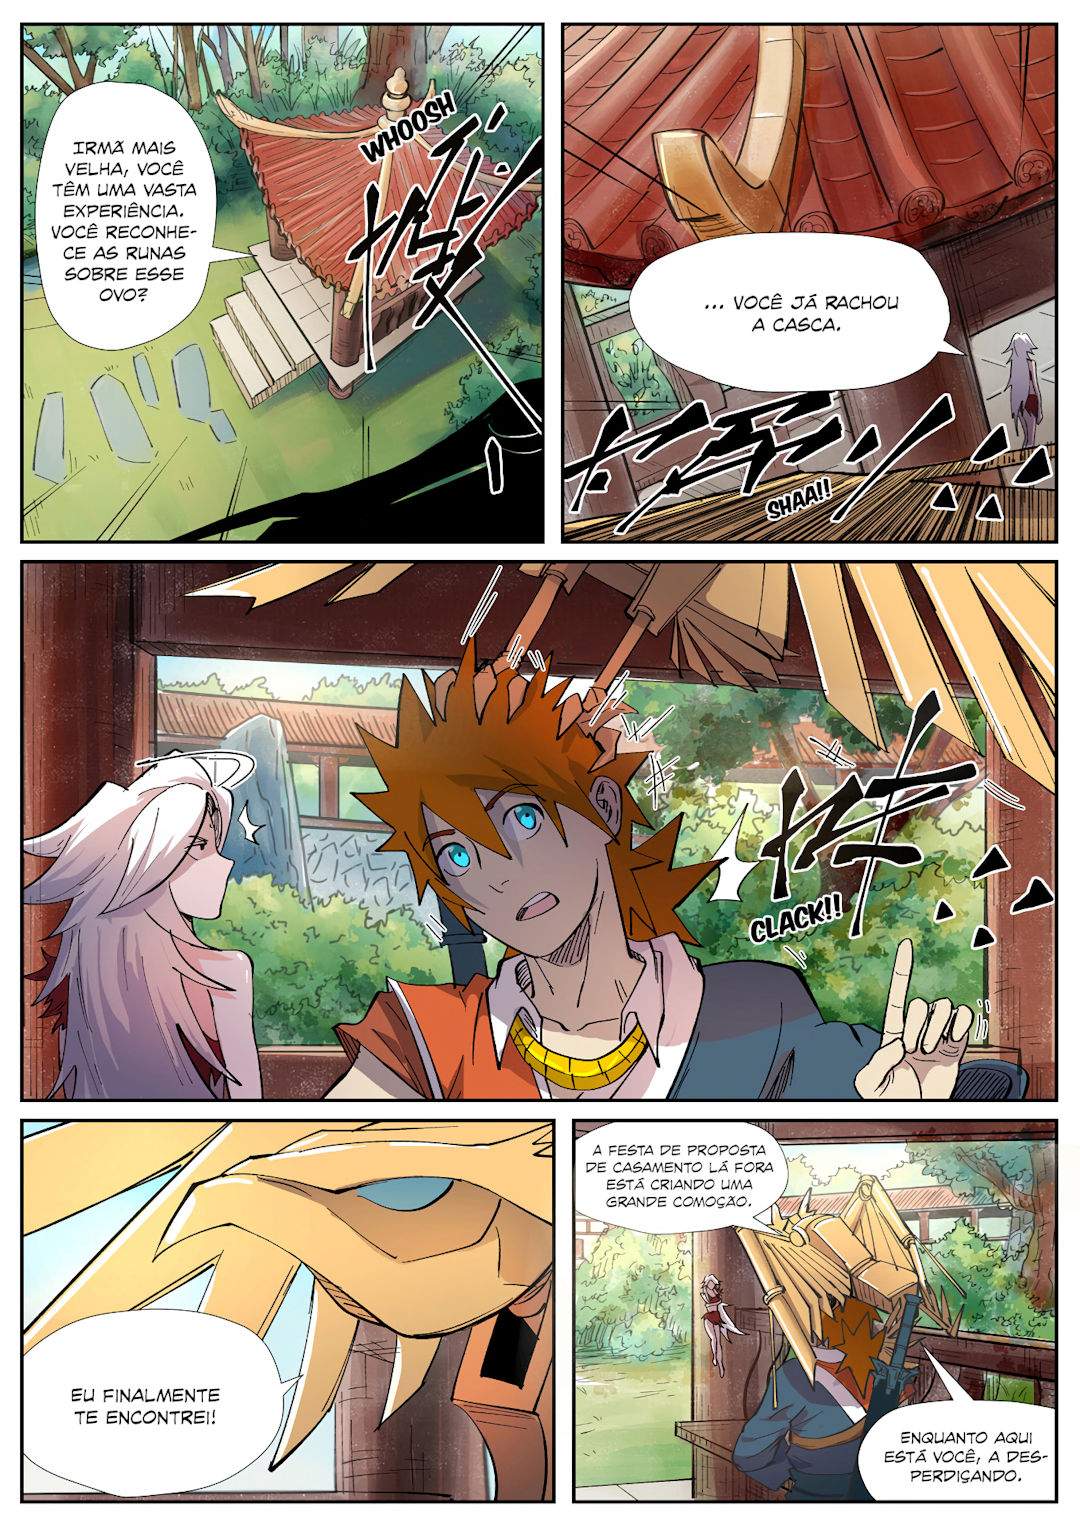 IRMÃ MAIS
VELHA, VOCÊ
TÊM UMA VASTA
EXPERIÊNCIA.
VOCÊ RECONHE-
CE AS RUNAS
SOBRE ESSE
OVO?
WHOOSH
... VOCÊ JÁ RACHOU
A CASCA.
SHAA!!
CLACK!!
EU FINALMENTE
TE ENCONTREI!
A FESTA DE PROPOSTA
DE CASAMENTO LÁ FORA
ESTÁ CRIANDO UMA
GRANDE COMOÇÃO.
ENQUANTO AQUI
ESTÁ VOCÊ, A DES-
PERDIÇANDO.